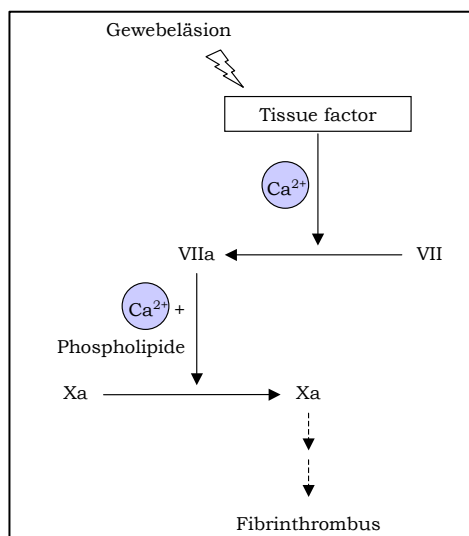 Gewebeläsion
Tissue factor
Ca²⁺
VIIa
VII
Ca²⁺ +
Phospholipide
Xa
Xa
Fibrinthrombus